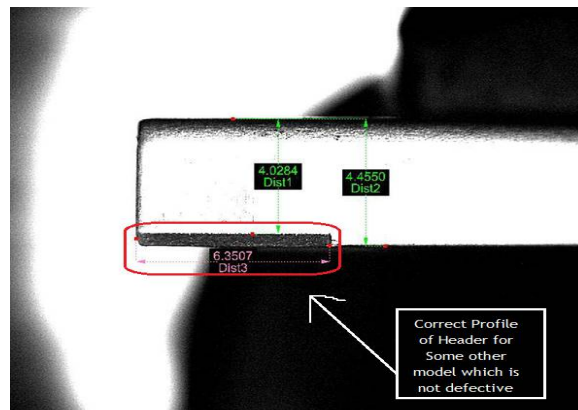 4.0284
Dist1
4.4550
Dist2
6.3507
Dist3
Correct Profile
of Header for
Some other
model which is
not defective